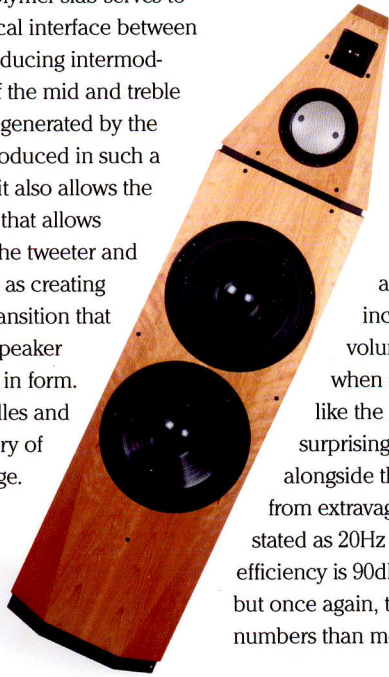 olymer slab serves to
cal interface between
ducing intermod-
f the mid and treble
generated by the
oduced in such a
it also allows the
that allows
he tweeter and
as creating
ansition that
peaker
in form.
lles and
ry of
ge.
a
inc
volum
when
like the
surprising
alongside th
from extravag
stated as 20Hz
efficiency is 90dl
but once again, t
numbers than m